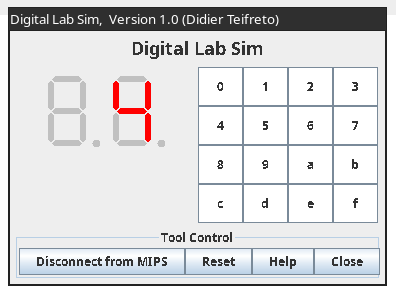 Digital Lab Sim, Version 1.0 (Didier Teifreto)
Digital Lab Sim
4
0 1 2 3
4 5 6 7
8 9 a b
c d e f
Tool Control
Disconnect from MIPS Reset Help Close